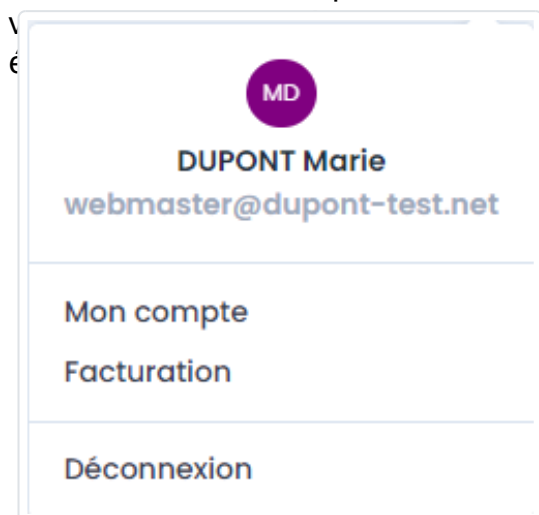 MD
DUPONT Marie
webmaster@dupont-test.net
Mon compte
Facturation
Déconnexion